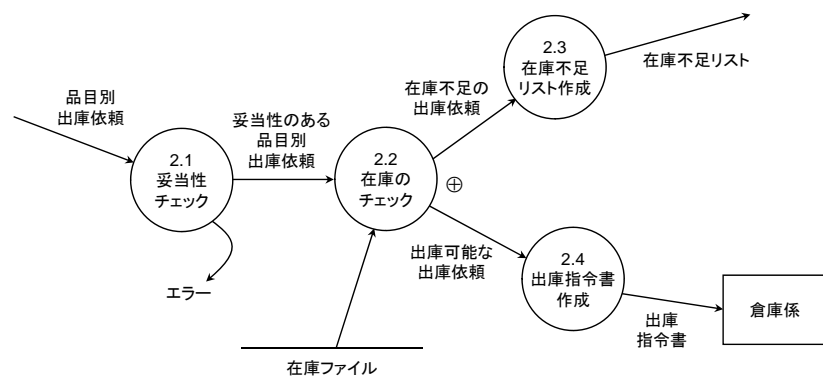 品目別
出庫依頼
2.1
妥当性
チェック
エラー
妥当性のある
品目別
出庫依頼
2.2
在庫の
チェック
在庫ファイル
⊕
在庫不足の
出庫依頼
2.3
在庫不足
リスト作成
在庫不足リスト
出庫可能な
出庫依頼
2.4
出庫指令書
作成
出庫
指令書
倉庫係